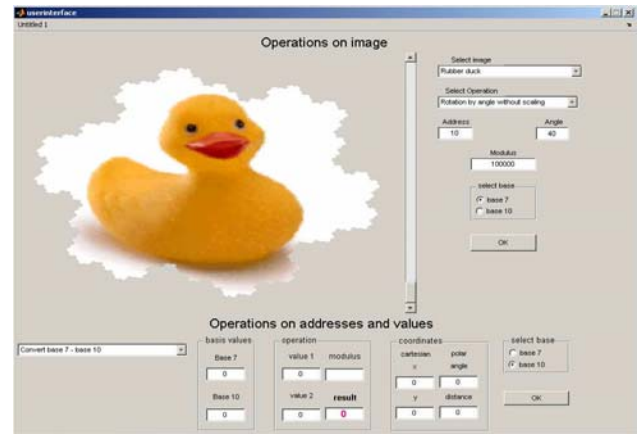 userinterface
Untitled 1
Operations on image
Select image
Rubber duck
Select Operation
Rotation by angle without scaling
Address Angle
10 40
Modulus
100000
select base
base 7
base 10
OK
Operations on addresses and values
Convert base 7 - base 10
basis values
Base 7
0
Base 10
0
operation
value 1 modulus
0
value 2 result
0 0
coordinates
cartesian polar
x angle
0 0
y distance
0 0
select base
base 7
base 10
OK